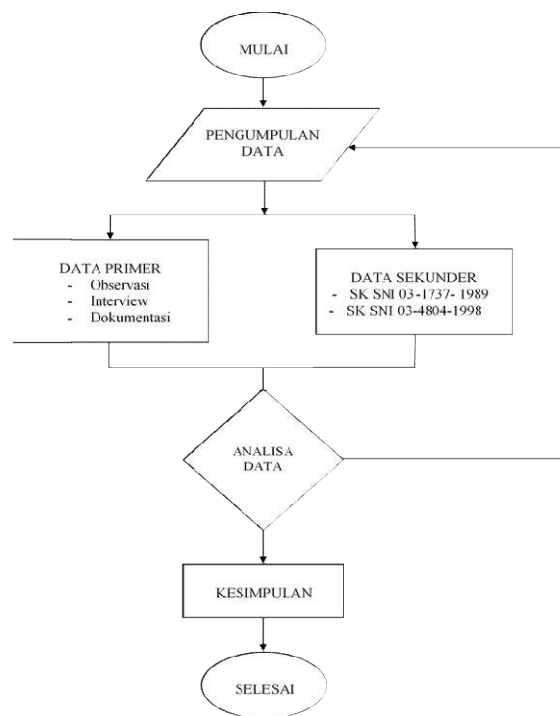 MULAI
PENGUMPULAN
DATA
DATA PRIMER
- Observasi
- Interview
- Dokumentasi
DATA SEKUNDER
- SK SNI 03-1737- 1989
- SK SNI 03-4804-1998
ANALISA
DATA
KESIMPULAN
SELESAI